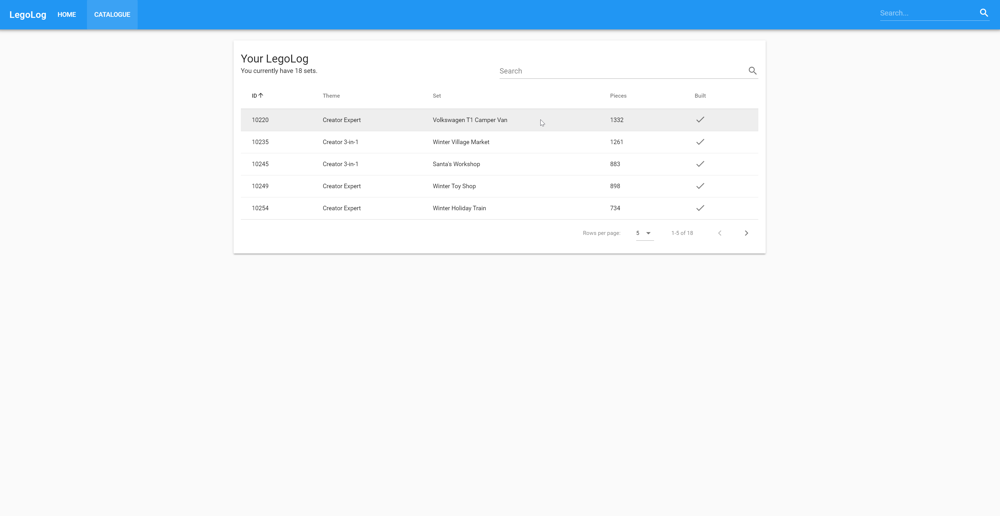 LegoLog HOME CATALOGUE Search...
Your LegoLog
You currently have 18 sets.
Search
ID Theme Set Pieces Built
10220 Creator Expert Volkswagen T1 Camper Van 1332
10235 Creator 3-in-1 Winter Village Market 1261
10245 Creator 3-in-1 Santa's Workshop 883
10249 Creator Expert Winter Toy Shop 898
10254 Creator Expert Winter Holiday Train 734
Rows per page: 5 1-5 of 18